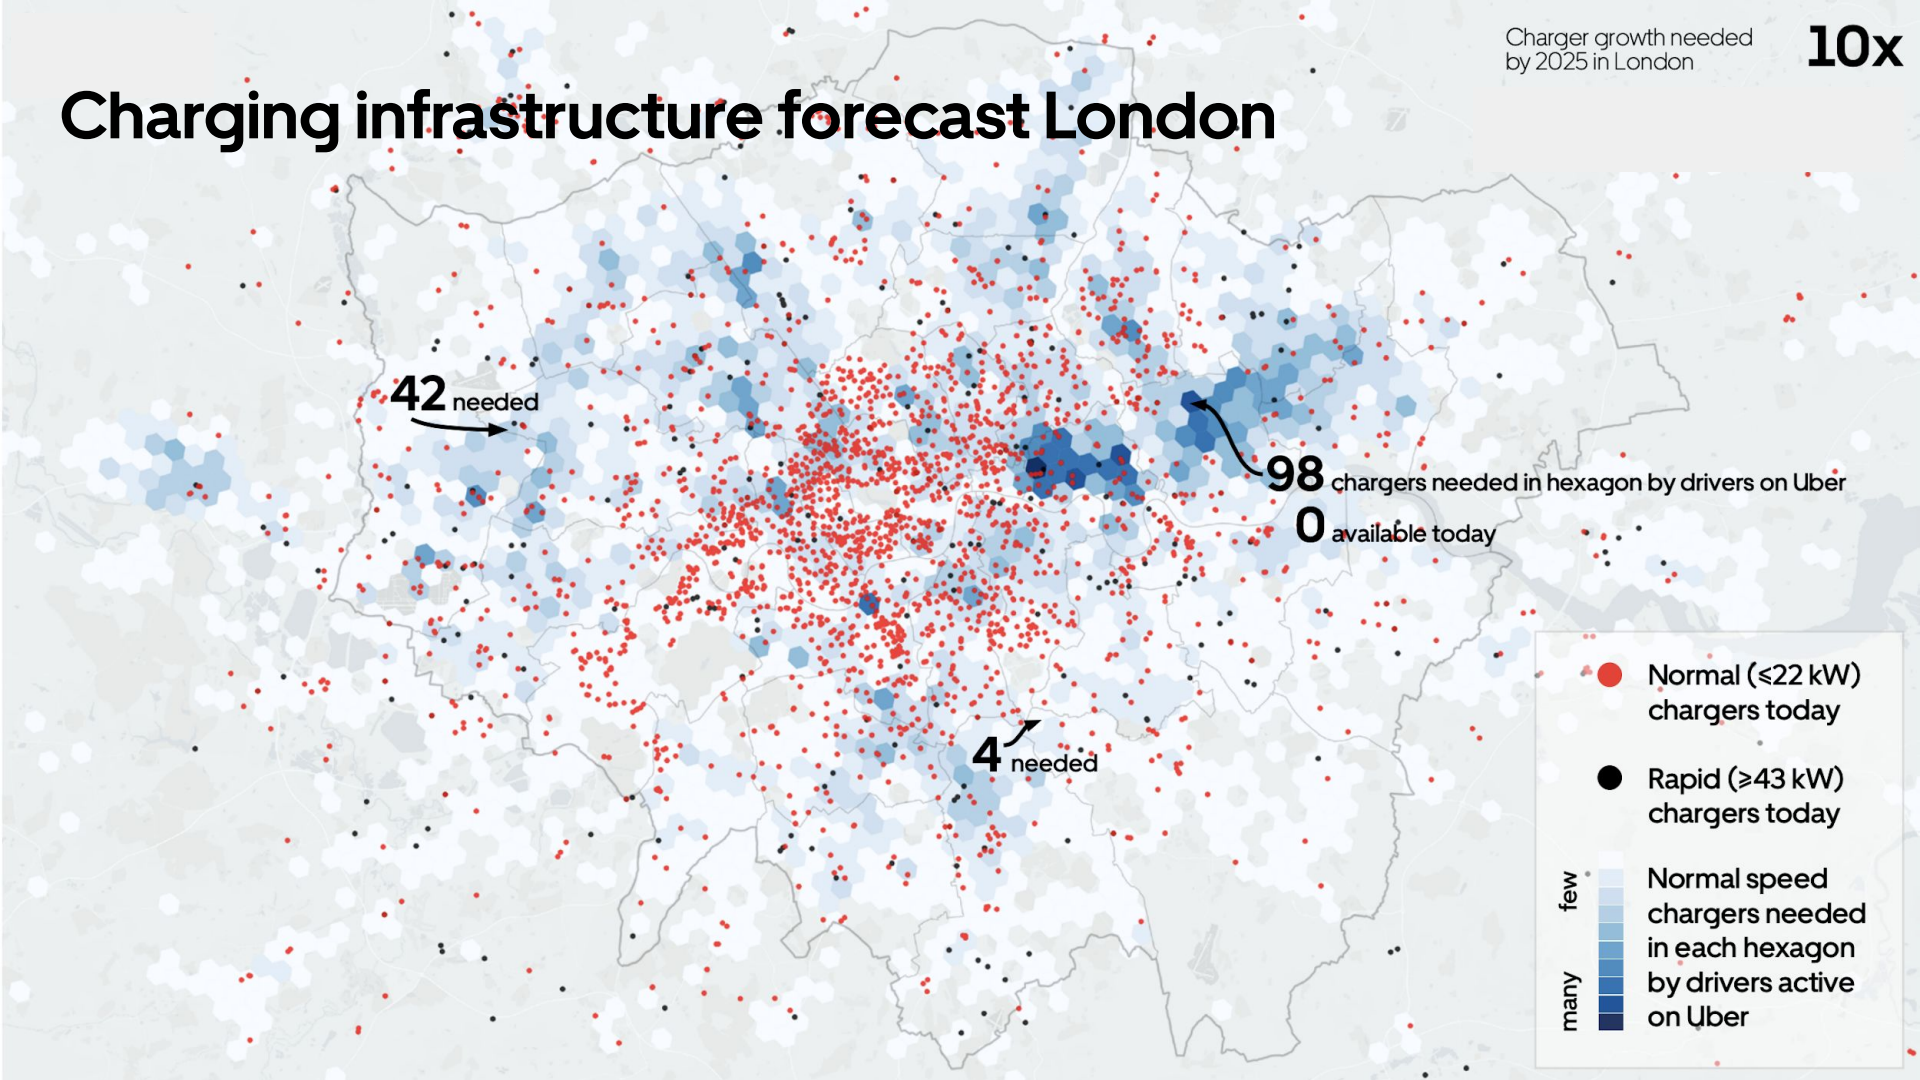 Charger growth needed
by 2025 in London
10x
Charging infrastructure forecast London
42 needed
98 chargers needed in hexagon by drivers on Uber
0 available today
4 needed
Normal (≤22 kW)
chargers today
Rapid (≥43 kW)
chargers today
few
many
Normal speed
chargers needed
in each hexagon
by drivers active
on Uber